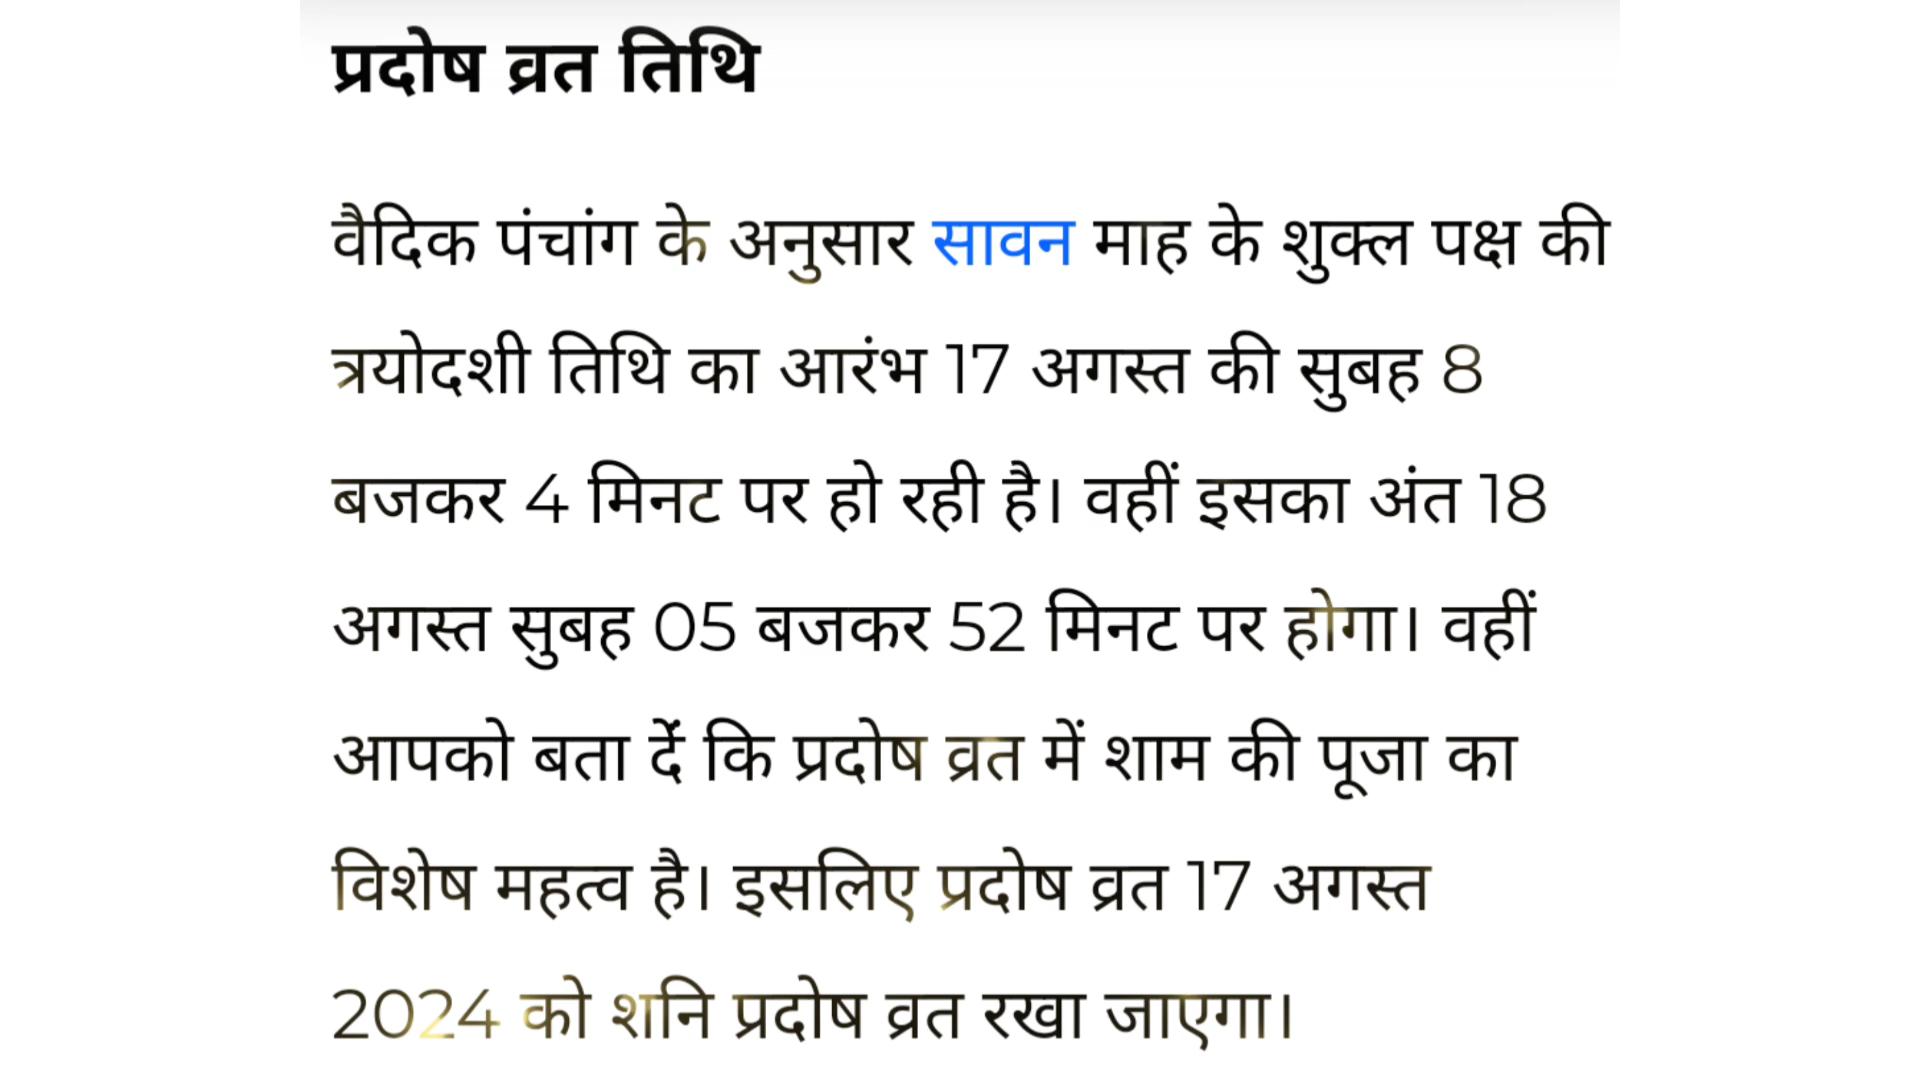 प्रदोष व्रत तिथि
वैदिक पंचांग के अनुसार सावन माह के शुक्ल पक्ष की
त्रयोदशी तिथि का आरंभ 17 अगस्त की सुबह 8
बजकर 4 मिनट पर हो रही है। वहीं इसका अंत 18
अगस्त सुबह 05 बजकर 52 मिनट पर होगा। वहीं
आपको बता दें कि प्रदोष व्रत में शाम की पूजा का
विशेष महत्व है। इसलिए प्रदोष व्रत 17 अगस्त
2024 को शनि प्रदोष व्रत रखा जाएगा।